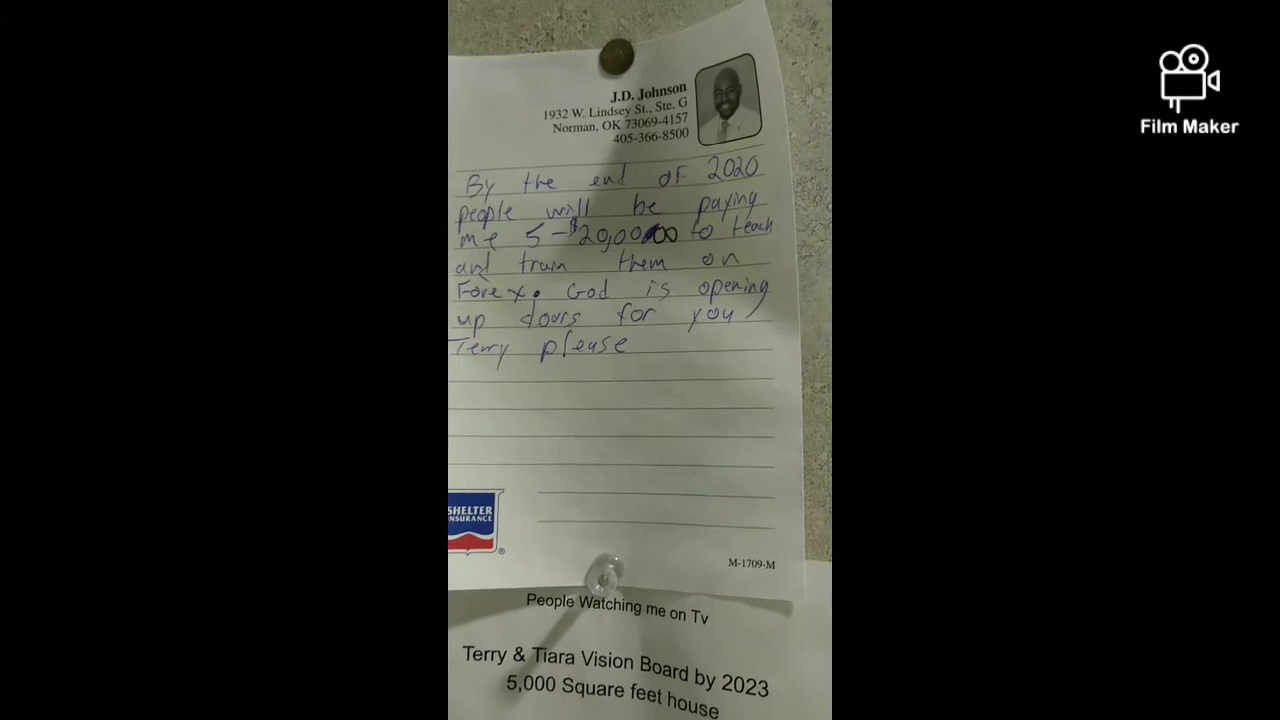 J.D. Johnson
1932 W. Lindsey St., Ste. G
Norman, OK 73069-4157
405-366-8500
By the end of 2020
people will be paying
me 5-$20,00000 to teach
and train them on
Forex. God is opening
up doors for you
Terry please
SHELTER
INSURANCE
®
M-1709-M
People Watching me on Tv
Terry & Tiara Vision Board by 2023
5,000 Square feet house
Film Maker